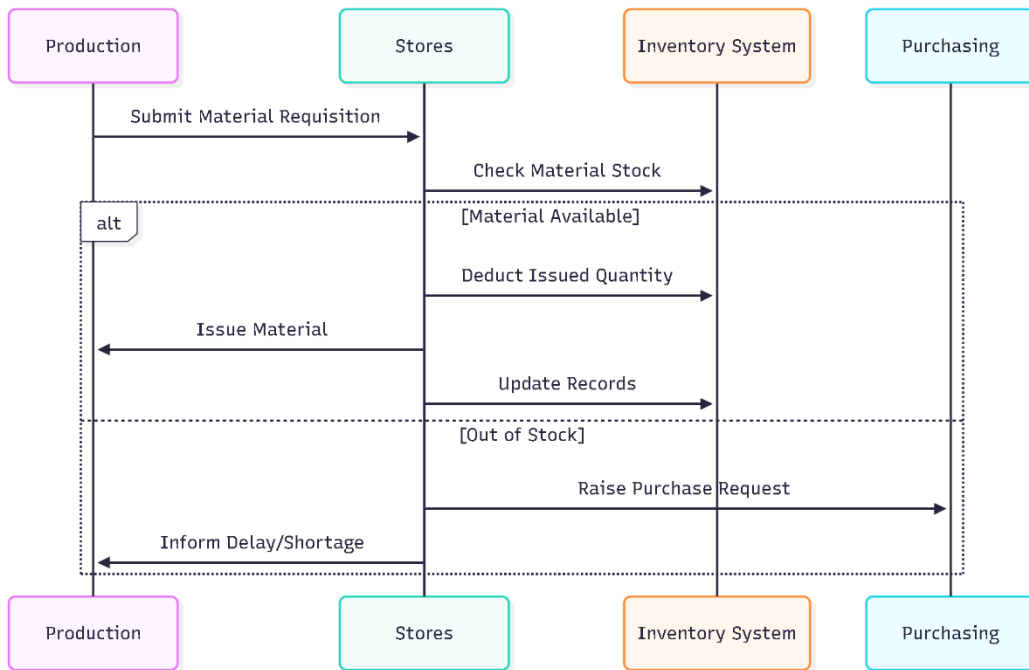 Production
Stores
Inventory System
Purchasing
Submit Material Requisition
Check Material Stock
alt
[Material Available]
Deduct Issued Quantity
Issue Material
Update Records
[Out of Stock]
Raise Purchase Request
Inform Delay/Shortage
Production
Stores
Inventory System
Purchasing